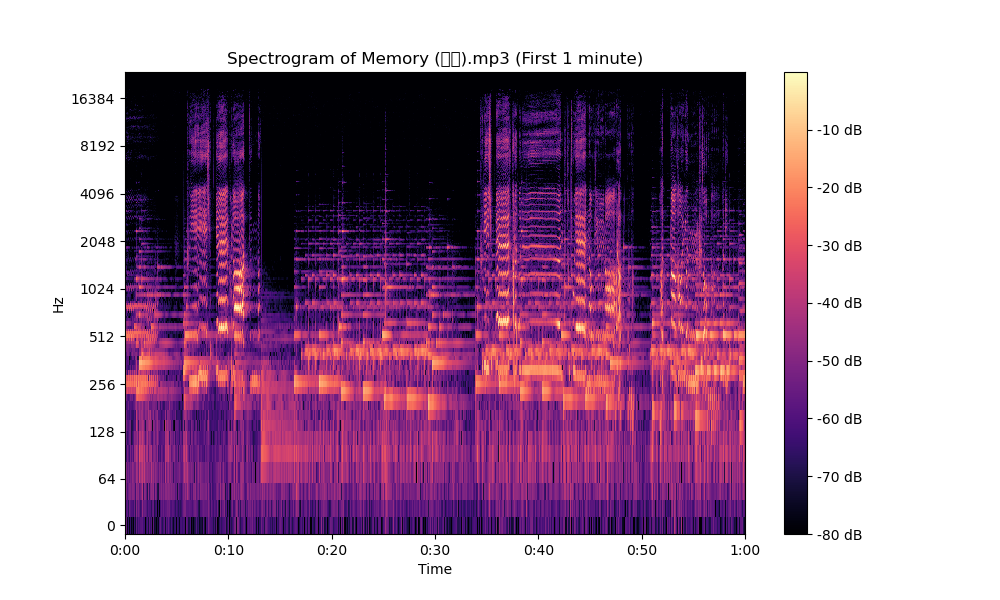 Spectrogram of Memory (▯▯).mp3 (First 1 minute)
16384
8192
4096
2048
1024
512
256
128
64
0
Hz
0:00 0:10 0:20 0:30 0:40 0:50 1:00
Time
-10 dB
-20 dB
-30 dB
-40 dB
-50 dB
-60 dB
-70 dB
-80 dB